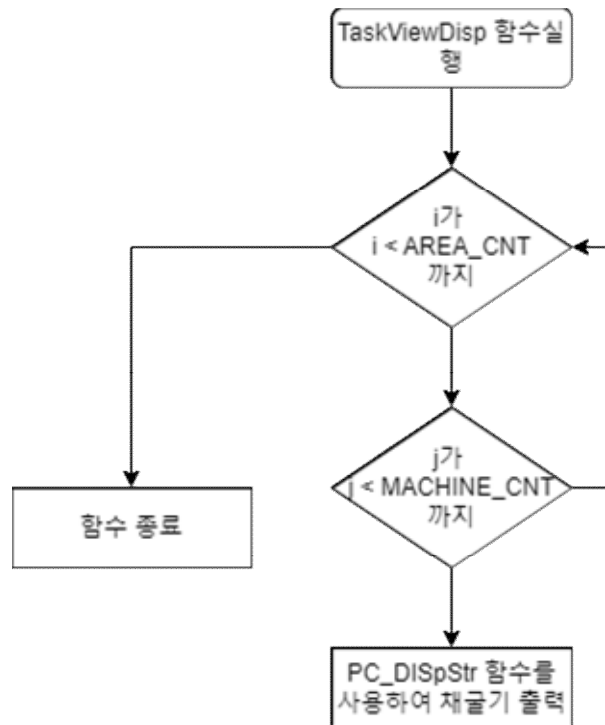 TaskViewDisp 함수실
행
i가
i < AREA_CNT
까지
j가
j < MACHINE_CNT
까지
함수 종료
PC_DISpStr 함수를
사용하여 채굴기 출력